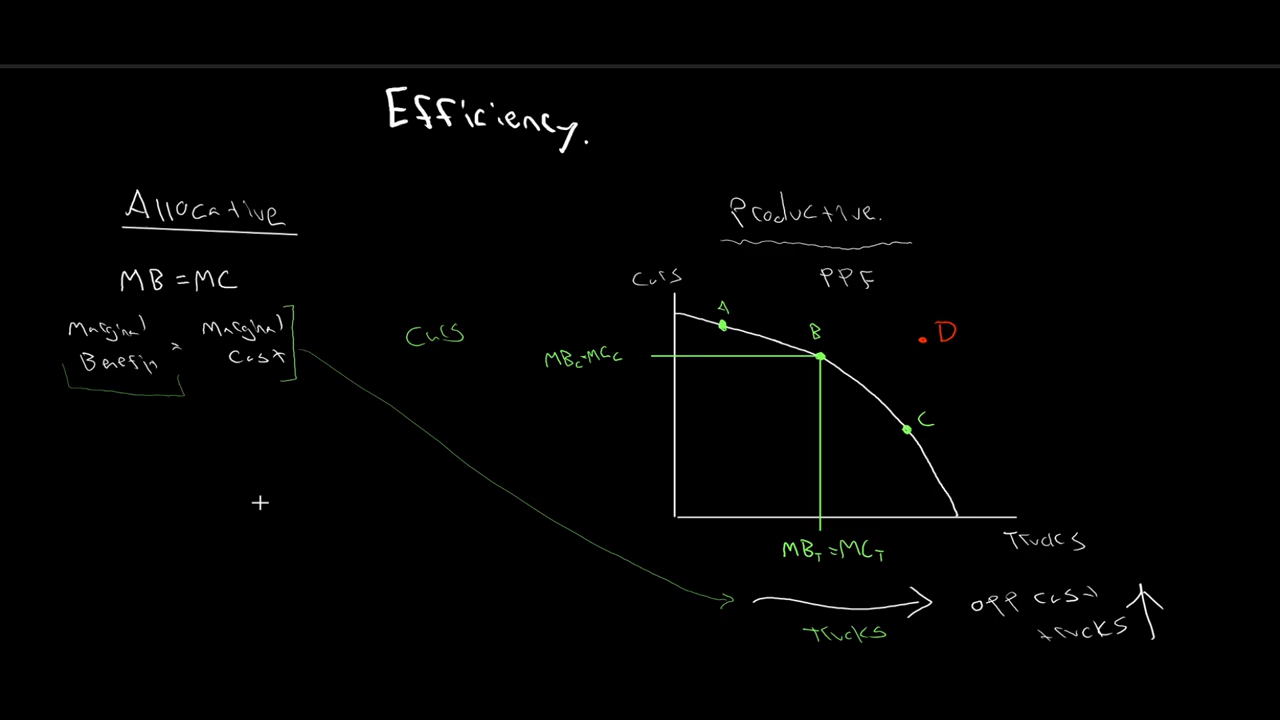 Efficiency.
Allocative
MB = MC
Marginal Benefit = Marginal Cost
Cars
Productive.
PPF
Cars
A
B
D
MBc=MCc
C
MBT=MCT
Trucks
Trucks
opp cost
trucks